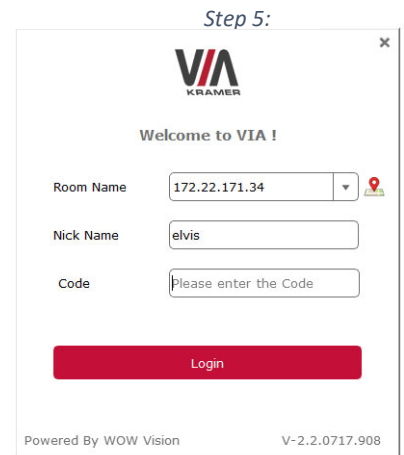 Step 5:
VIA
KRAMER
Welcome to VIA !
Room Name 172.22.171.34
Nick Name elvis
Code Please enter the Code
Login
Powered By WOW Vision V-2.2.0717.908